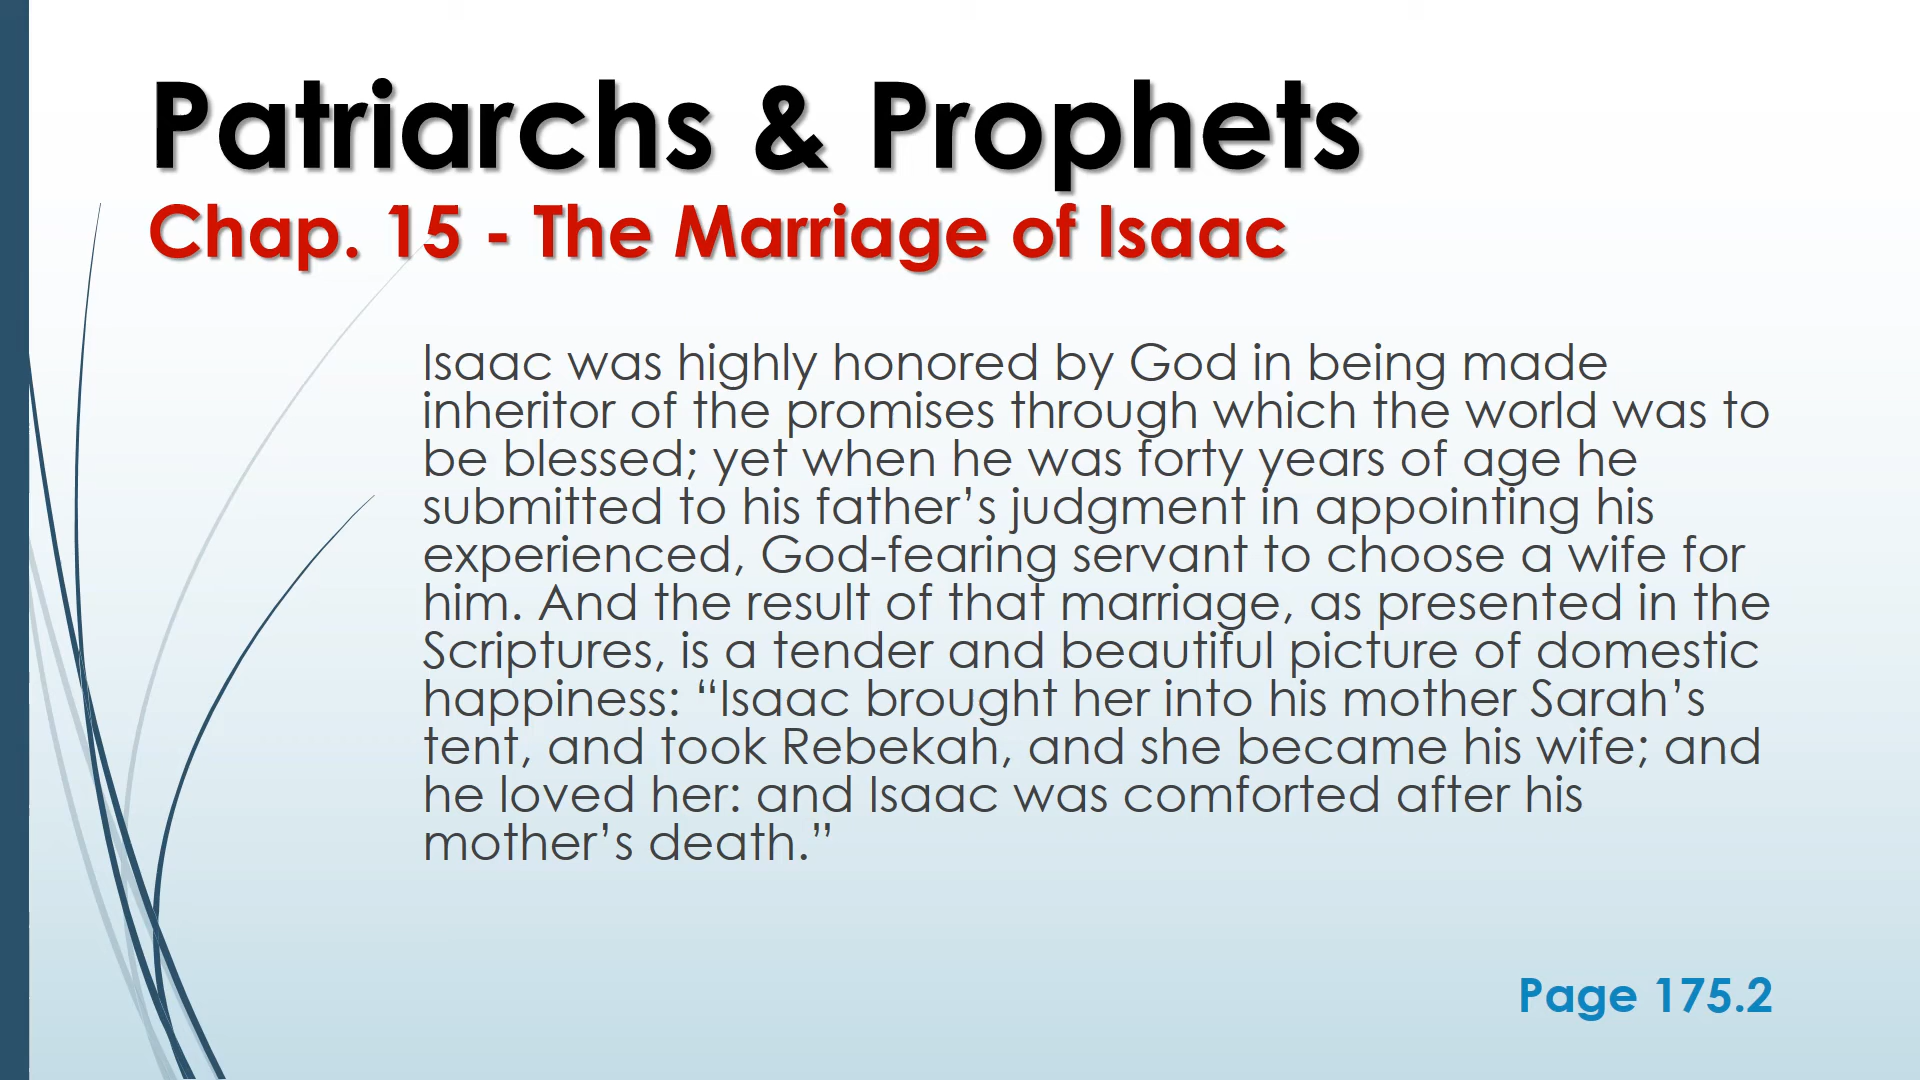 Patriarchs & Prophets
Chap. 15 - The Marriage of Isaac
Isaac was highly honored by God in being made
inheritor of the promises through which the world was to
be blessed; yet when he was forty years of age he
submitted to his father’s judgment in appointing his
experienced, God-fearing servant to choose a wife for
him. And the result of that marriage, as presented in the
Scriptures, is a tender and beautiful picture of domestic
happiness: “Isaac brought her into his mother Sarah’s
tent, and took Rebekah, and she became his wife; and
he loved her: and Isaac was comforted after his
mother’s death.”
Page 175.2